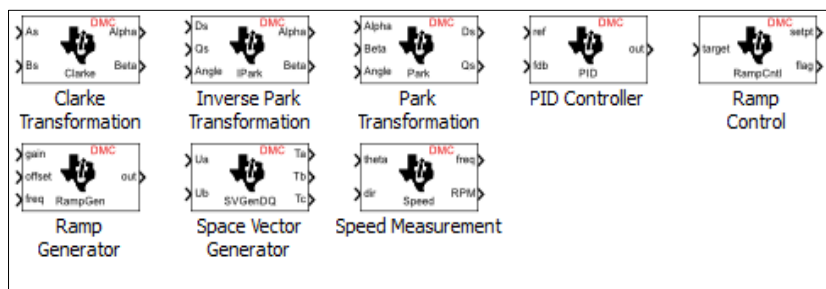 DMC
As
Alpha
Bs
Beta
Clarke
Clarke
Transformation
DMC
Ds
Alpha
Qs
Angle
Beta
IPark
Inverse Park
Transformation
DMC
Alpha
Ds
Beta
Angle
Qs
Park
Park
Transformation
DMC
ref
out
fdb
PID
PID Controller
DMC
setpt
target
flag
RampCntl
Ramp
Control
DMC
gain
offset
out
freq
RampGen
Ramp
Generator
DMC
Ua
Ta
Tb
Ub
Tc
SVGenDQ
Space Vector
Generator
DMC
theta
freq
dir
RPM
Speed
Speed Measurement